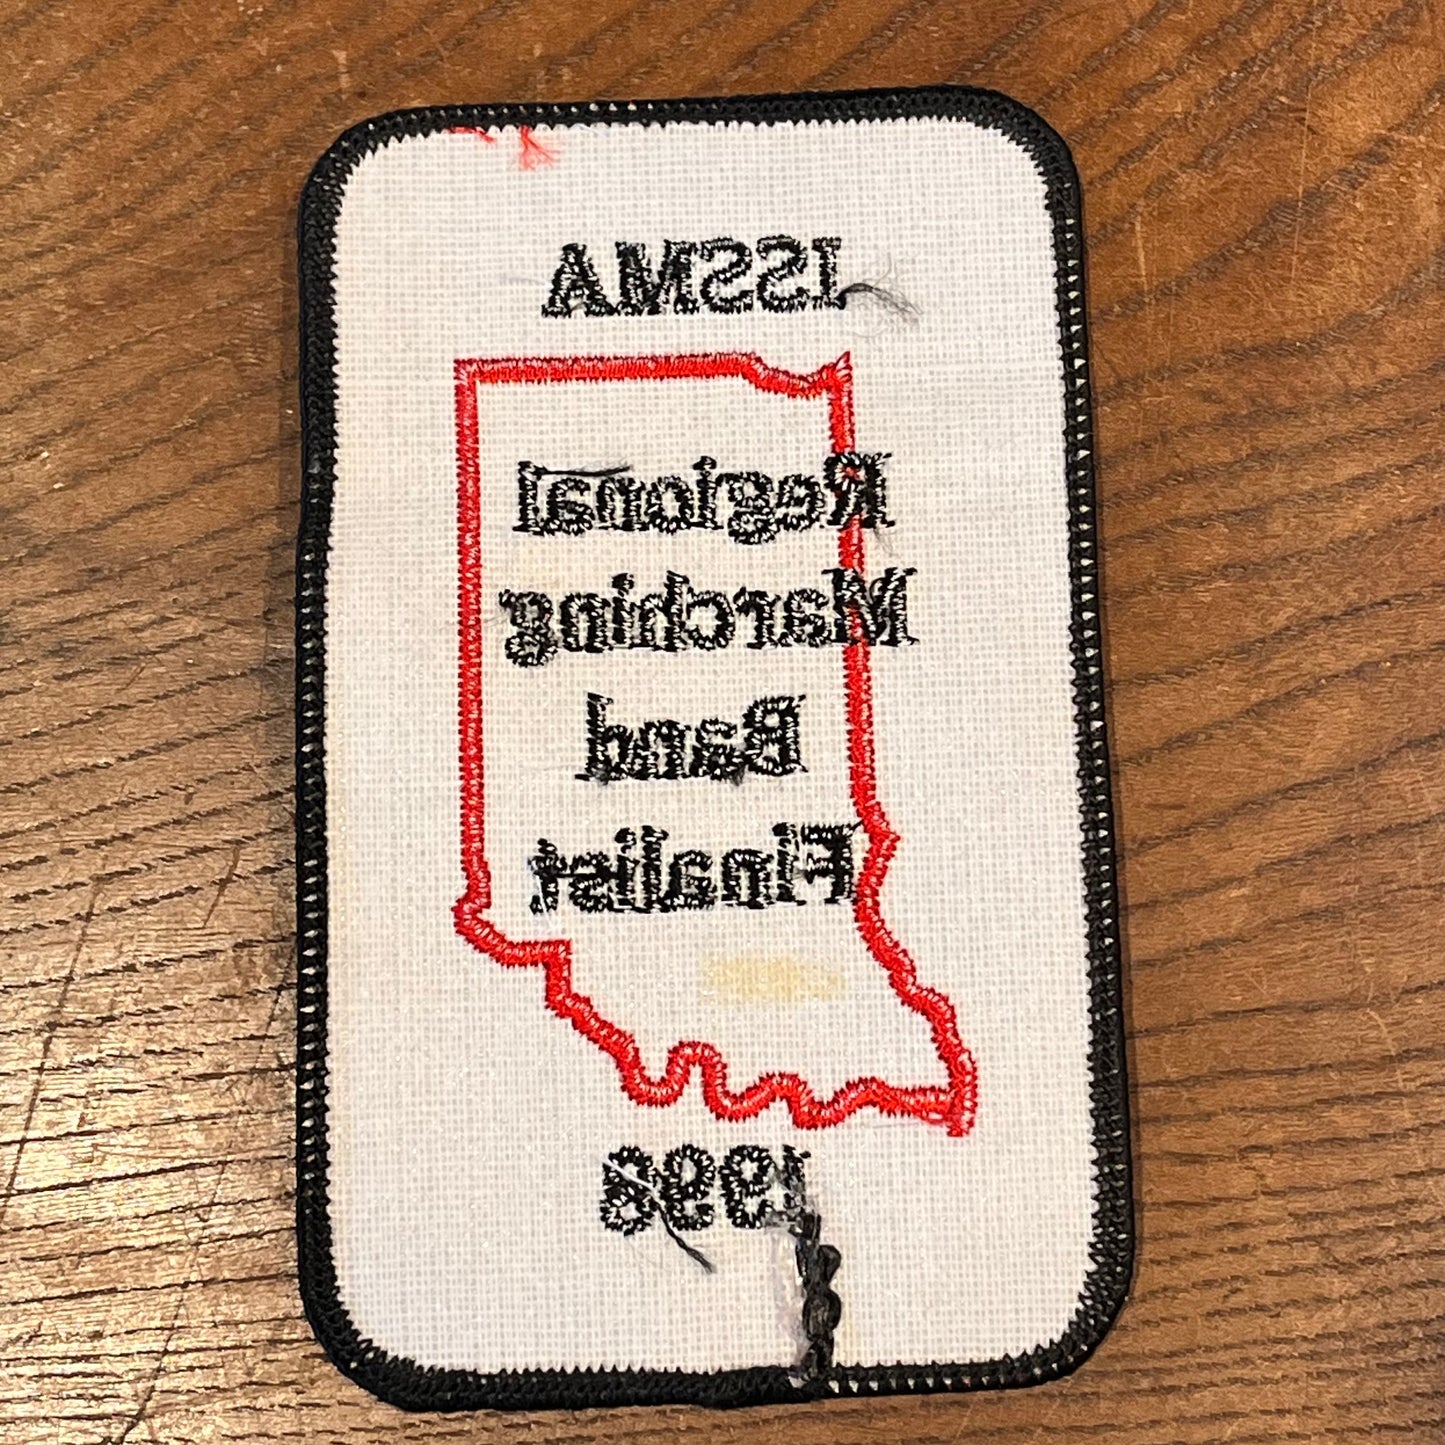 ISSMA
Regional
Marching
Band
Finalist
1998